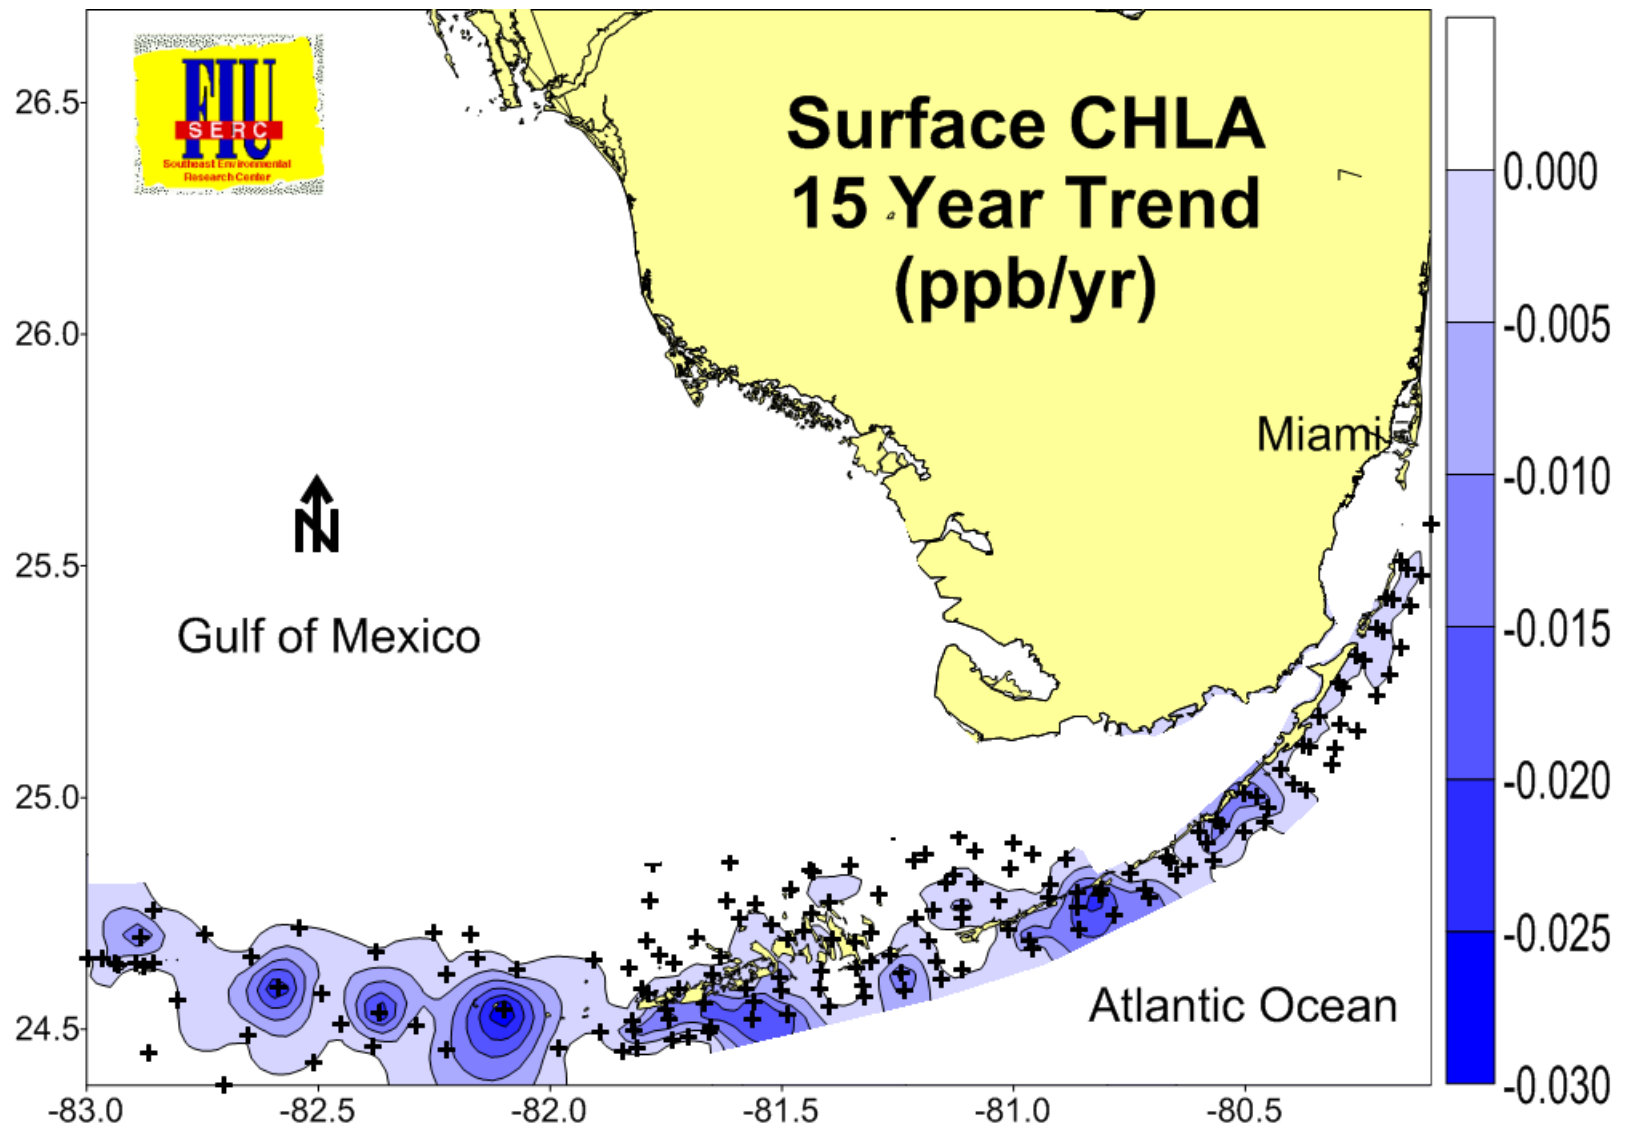 FIU
SERC
Southeast Environmental
Research Center
Surface CHLA
15 Year Trend
(ppb/yr)
Miami
Gulf of Mexico
N
Atlantic Ocean
26.5
26.0
25.5
25.0
24.5
-83.0
-82.5
-82.0
-81.5
-81.0
-80.5
0.000
-0.005
-0.010
-0.015
-0.020
-0.025
-0.030